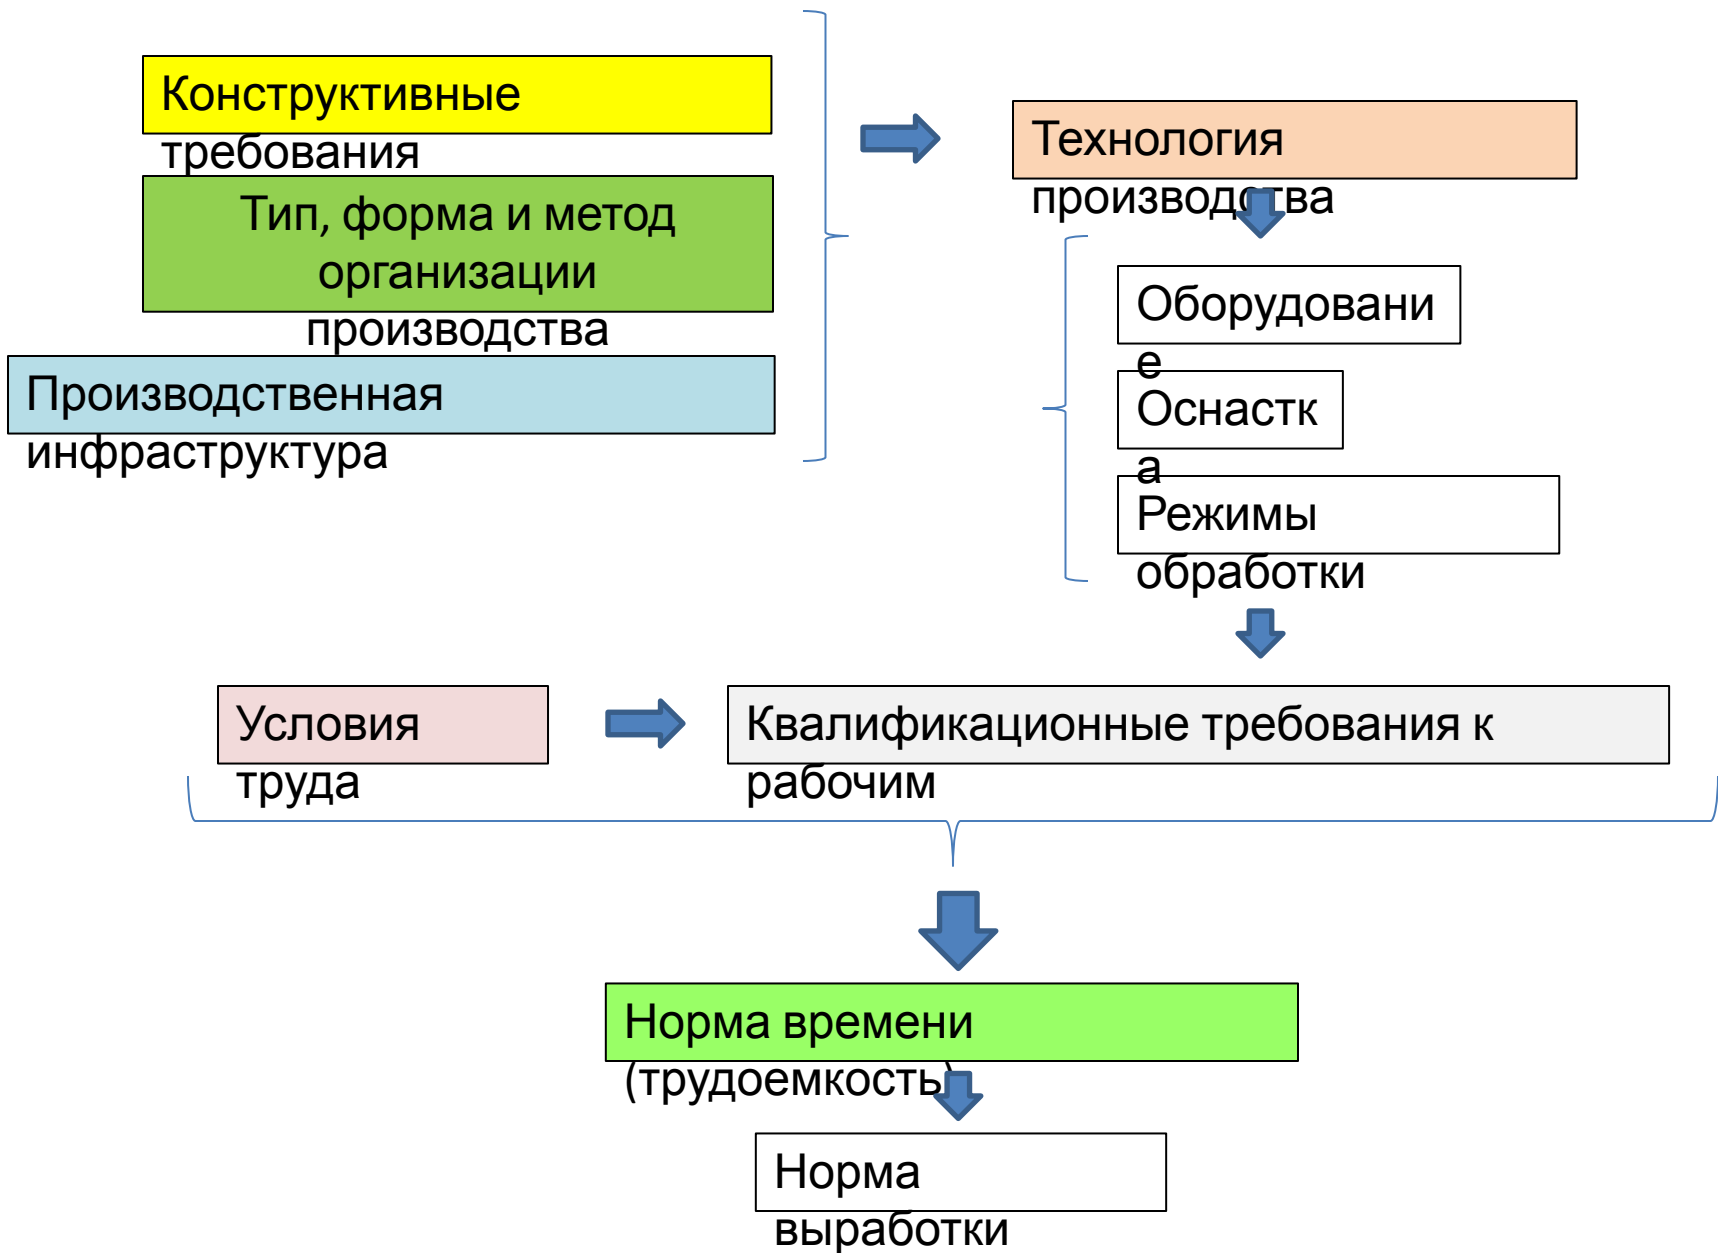 Конструктивные
требования
Тип, форма и метод
организации
производства
Производственная
инфраструктура
Технология
производства
Оборудовани
е
Оснастк
а
Режимы
обработки
Условия
труда
Квалификационные требования к
рабочим
Норма времени
(трудоемкость)
Норма
выработки